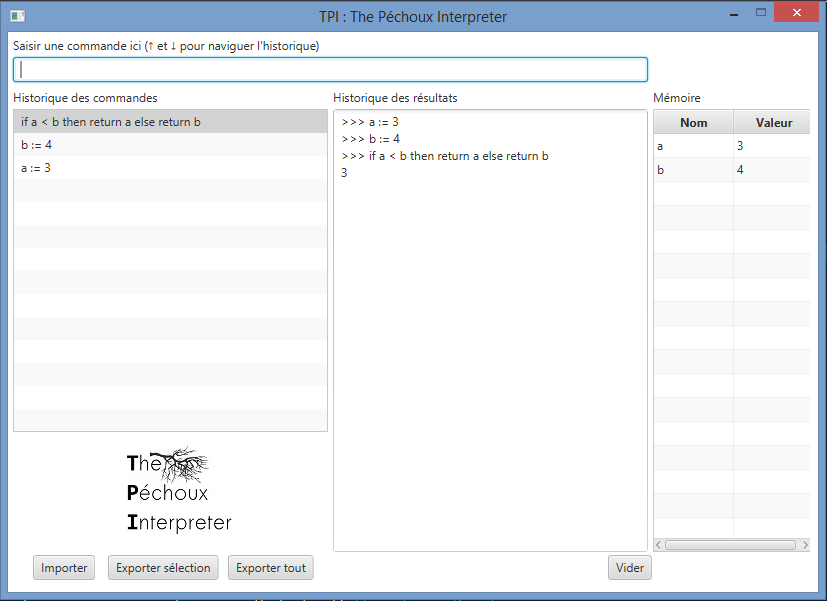 TPI : The Péchoux Interpreter
Saisir une commande ici (↑ et ↓ pour naviguer l'historique)
Historique des commandes
if a < b then return a else return b
b := 4
a := 3
Historique des résultats
>>> a := 3
>>> b := 4
>>> if a < b then return a else return b
3
Mémoire
Nom Valeur
a 3
b 4
The
Péchoux
Interpreter
Importer
Exporter sélection
Exporter tout
Vider